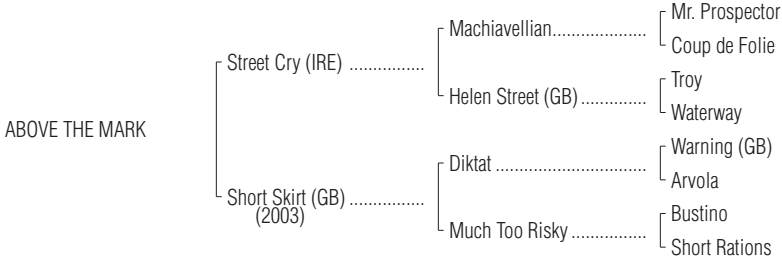 Mr. Prospector
Machiavellian....................
Coup de Folie
Street Cry (IRE) ................
Troy
Helen Street (GB) ..............
Waterway
ABOVE THE MARK
Warning (GB)
Diktat ................................
Arvola
Short Skirt (GB) ................
(2003)
Bustino
Much Too Risky ................
Short Rations